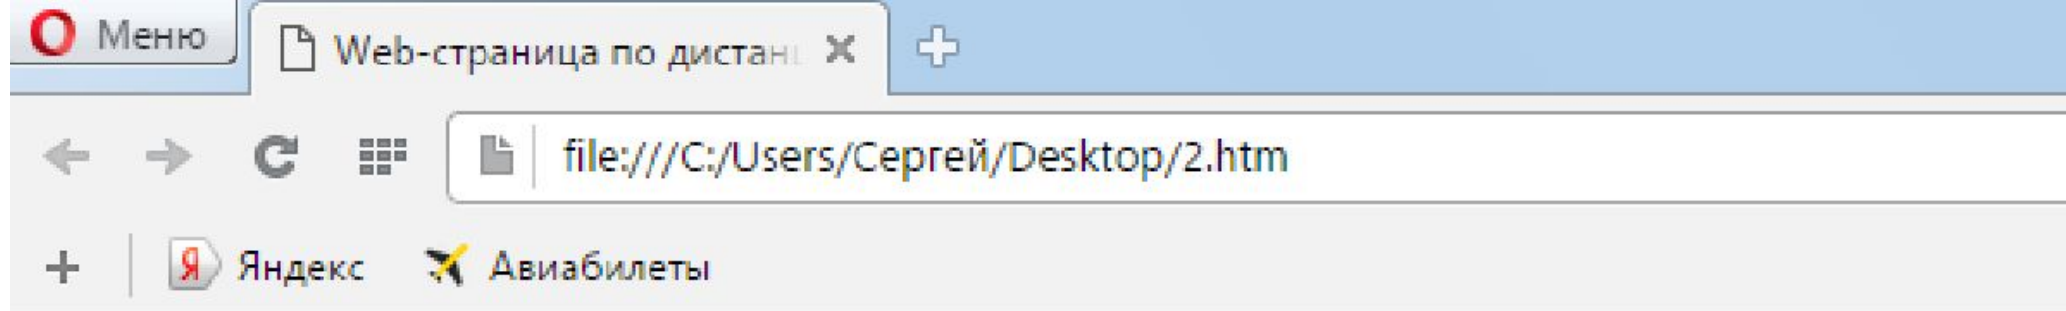 Меню Web-страница по дистан
file:///C:/Users/Сергей/Desktop/2.htm
Яндекс Авиабилеты